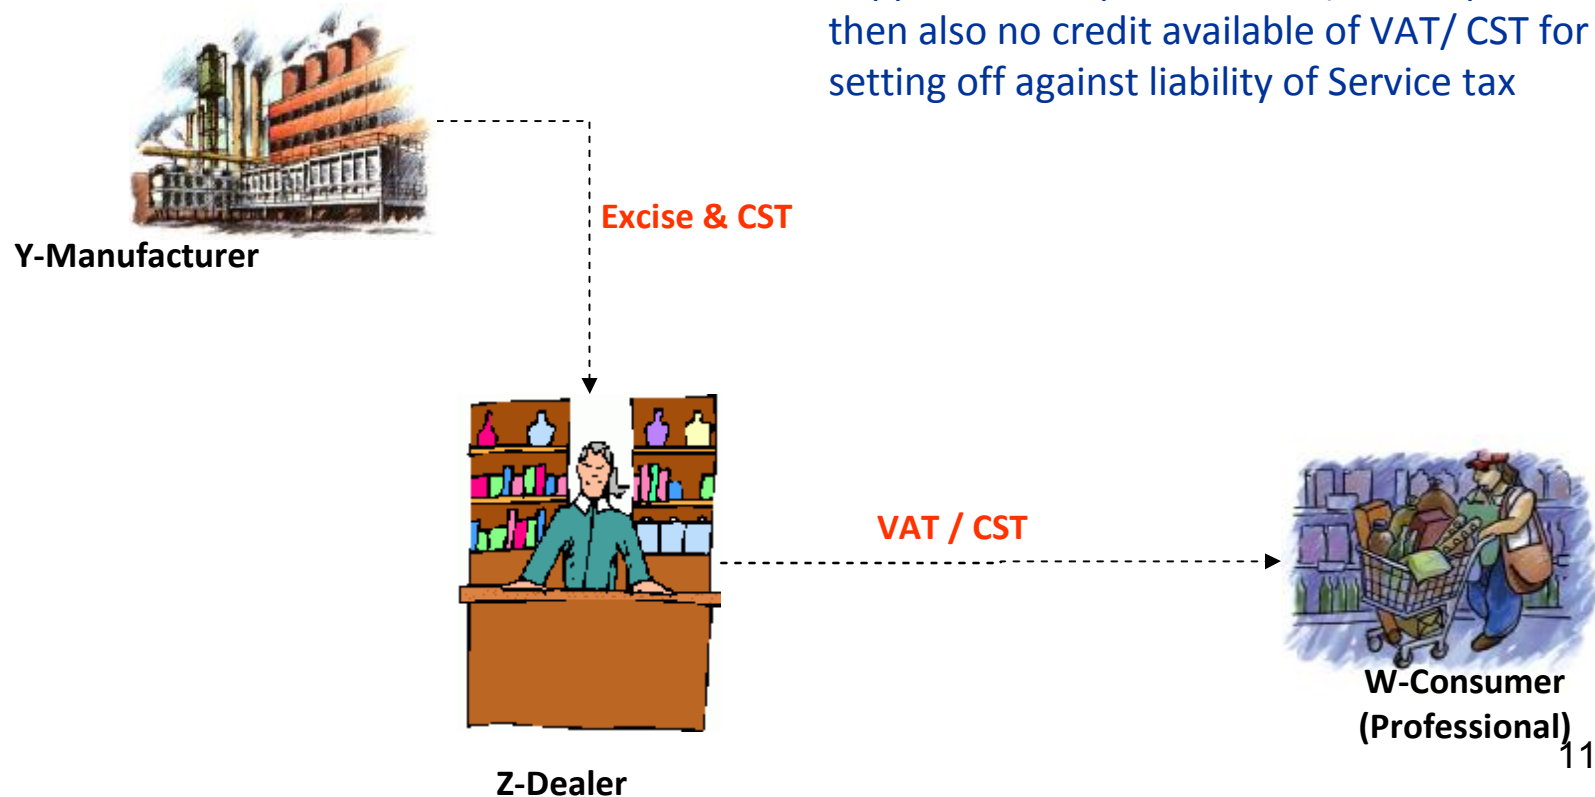 then also no credit available of VAT/ CST for
setting off against liability of Service tax
Excise & CST
Y-Manufacturer
VAT / CST
W-Consumer
(Professional)
11
Z-Dealer